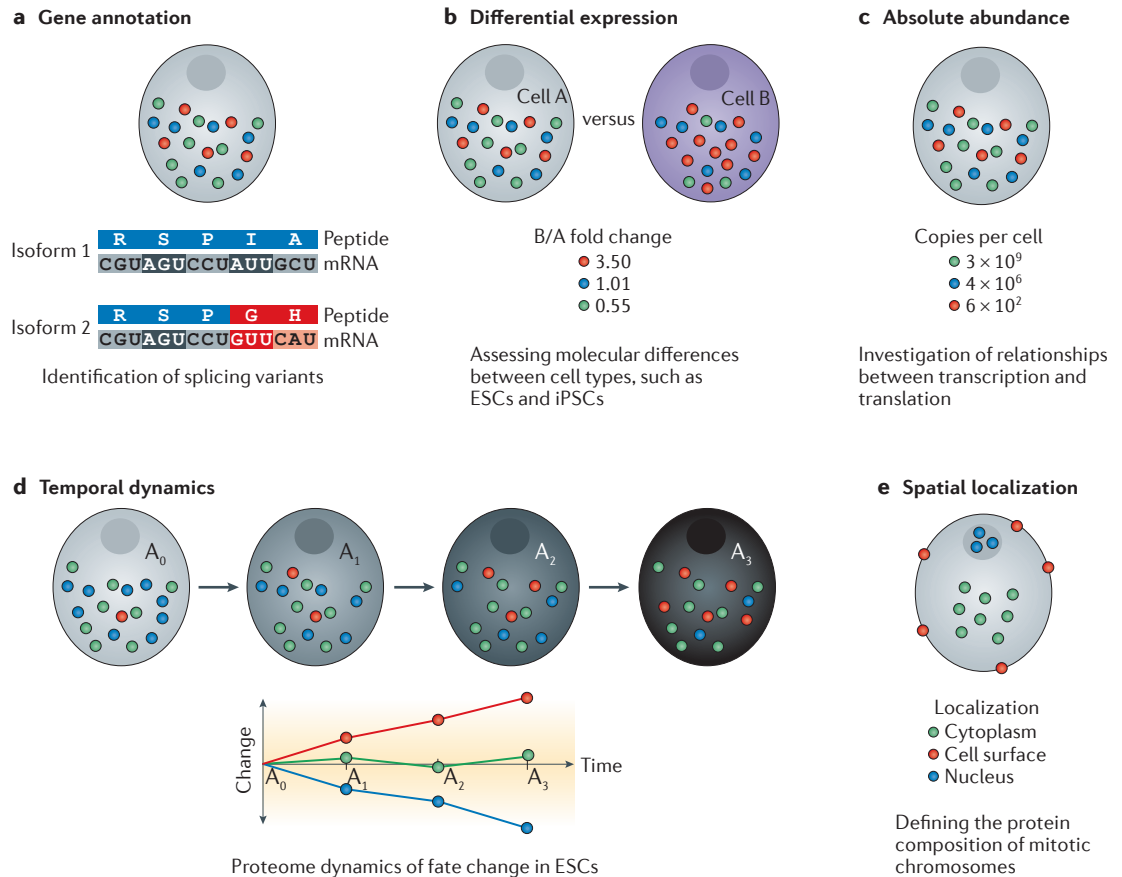 a Gene annotation
Isoform 1
R S P I A Peptide
CGUAGUCCUAUUGCU mRNA
Isoform 2
R S P G H Peptide
CGUAGUCCUGUUCAU mRNA
Identification of splicing variants
b Differential expression
Cell A
versus
Cell B
B/A fold change
3.50
1.01
0.55
Assessing molecular differences
between cell types, such as
ESCs and iPSCs
c Absolute abundance
Copies per cell
3 × 10⁹
4 × 10⁶
6 × 10²
Investigation of relationships
between transcription and
translation
d Temporal dynamics
A₀
A₁
A₂
A₃
Change
A₀
A₁
A₂
A₃
Time
Proteome dynamics of fate change in ESCs
e Spatial localization
Localization
Cytoplasm
Cell surface
Nucleus
Defining the protein
composition of mitotic
chromosomes